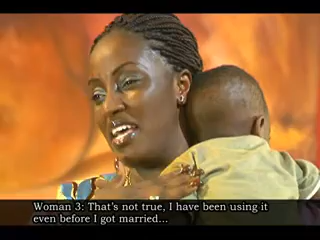 Woman 3: That's not true, I have been using it
even before I got married...